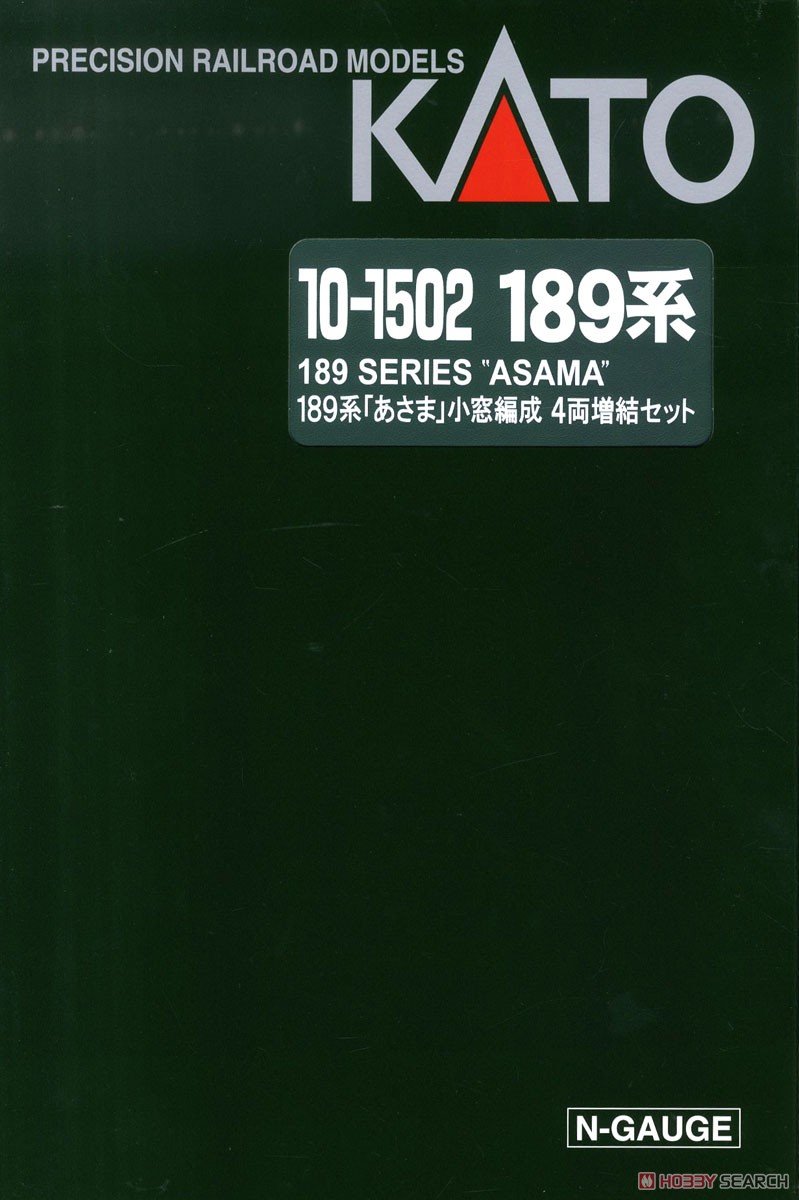 PRECISION RAILROAD MODELS
KATO
10-1502 189系
189 SERIES "ASAMA"
189系「あさま」小窓編成 4両増結セット
N-GAUGE
HOBBY SEARCH